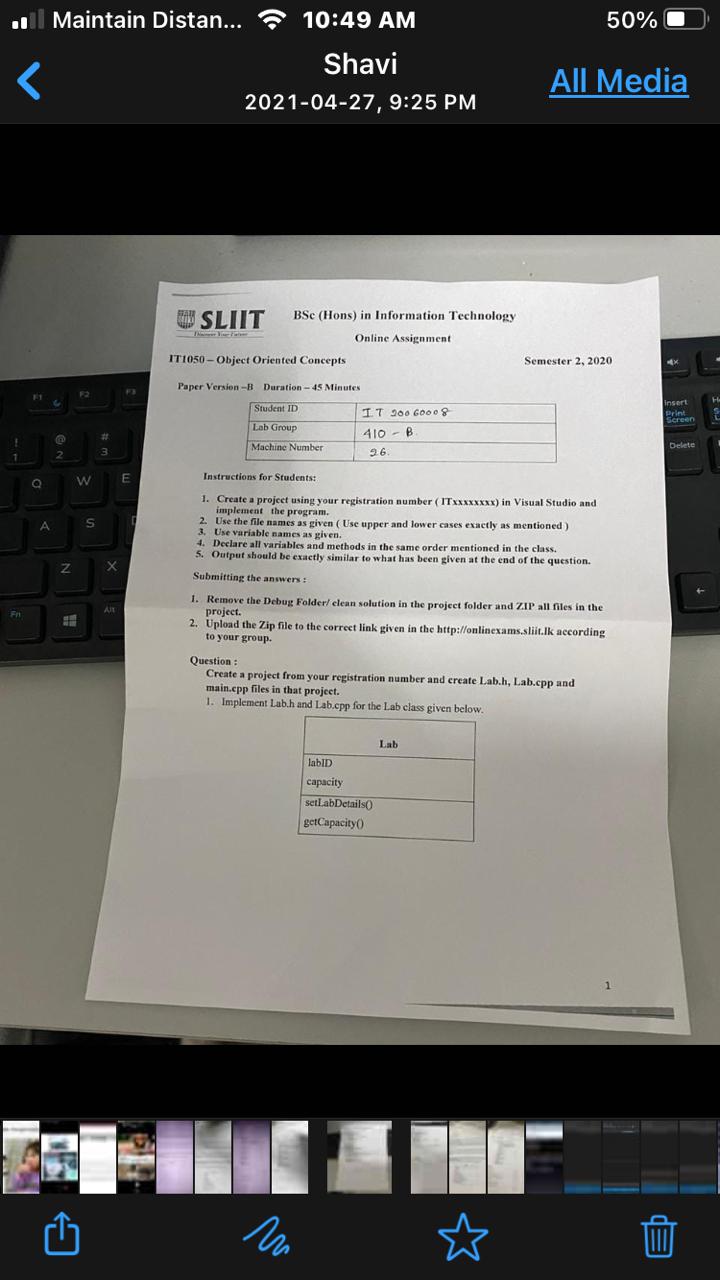 Maintain Distan... 10:49 AM 50%
Shavi
2021-04-27, 9:25 PM
All Media
SLIIT
Discover Your Future
BSc (Hons) in Information Technology
Online Assignment
IT1050 – Object Oriented Concepts Semester 2, 2020
Paper Version –B Duration – 45 Minutes
Student ID IT 20060008
Lab Group 410 - B.
Machine Number 26.
Instructions for Students:
1. Create a project using your registration number ( ITxxxxxxxx) in Visual Studio and
implement the program.
2. Use the file names as given ( Use upper and lower cases exactly as mentioned )
3. Use variable names as given.
4. Declare all variables and methods in the same order mentioned in the class.
5. Output should be exactly similar to what has been given at the end of the question.
Submitting the answers :
1. Remove the Debug Folder/ clean solution in the project folder and ZIP all files in the
project.
2. Upload the Zip file to the correct link given in the http://onlinexams.sliit.lk according
to your group.
Question :
Create a project from your registration number and create Lab.h, Lab.cpp and
main.cpp files in that project.
1. Implement Lab.h and Lab.cpp for the Lab class given below.
Lab
labID
capacity
setLabDetails()
getCapacity()
1
F1 F2 F3
! 1 @ 2 # 3
Q W E
A S
Z X
Fn Alt
Insert
Print
Screen
Delete